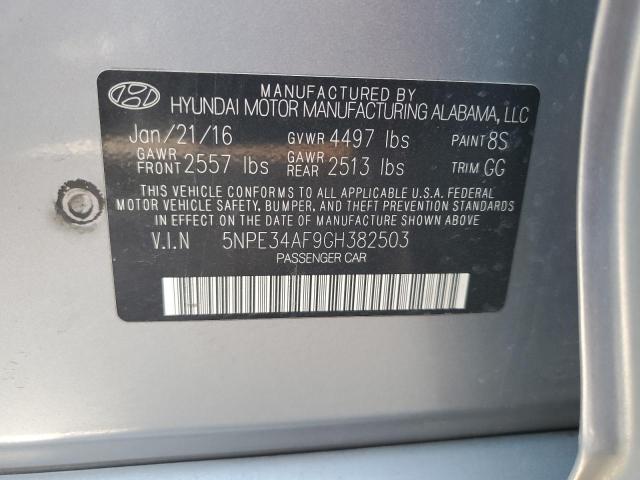 MANUFACTURED BY
HYUNDAI MOTOR MANUFACTURING ALABAMA, LLC
Jan/21/16 GVWR 4497 lbs PAINT 8S
GAWR FRONT 2557 lbs GAWR REAR 2513 lbs TRIM GG
THIS VEHICLE CONFORMS TO ALL APPLICABLE U.S.A. FEDERAL
MOTOR VEHICLE SAFETY, BUMPER, AND THEFT PREVENTION STANDARDS
IN EFFECT ON THE DATE OF MANUFACTURE SHOWN ABOVE.
V.I.N 5NPE34AF9GH382503
PASSENGER CAR